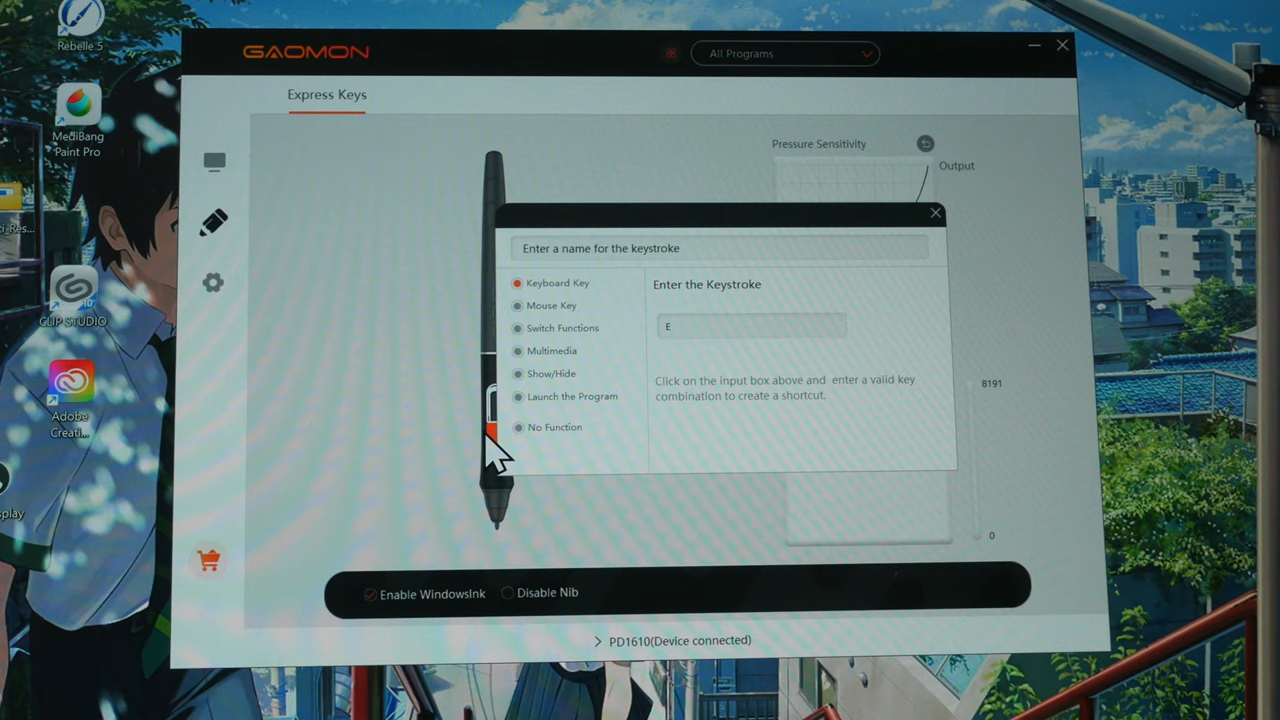 Rebelle 5
MediBang
Paint Pro
CLIP STUDIO
Adobe
Creati...
splay
GAOMON
All Programs
Express Keys
Pressure Sensitivity
Output
Enter a name for the keystroke
Keyboard Key
Mouse Key
Switch Functions
Multimedia
Show/Hide
Launch the Program
No Function
Enter the Keystroke
E
Click on the input box above and enter a valid key
combination to create a shortcut.
8191
0
Enable WindowsInk
Disable Nib
PD1610(Device connected)